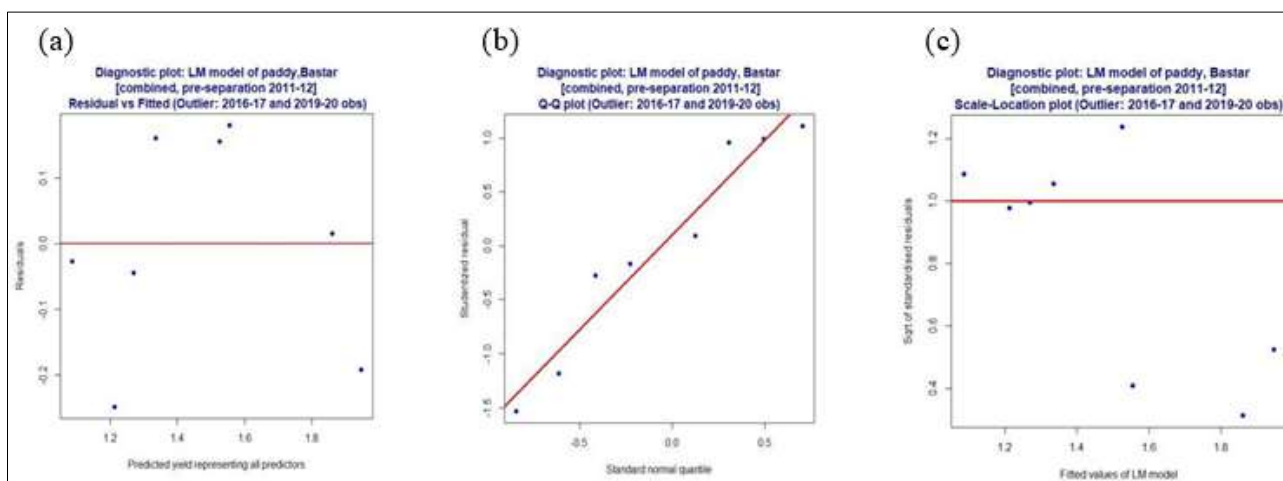 (a)
Diagnostic plot: LM model of paddy,Bastar
[combined, pre-separation 2011-12]
Residual vs Fitted (Outlier: 2016-17 and 2019-20 obs)
Residuals
0.1
0.0
-0.1
-0.2
1.2 1.4 1.6 1.8
Predicted yield representing all predictors
(b)
Diagnostic plot: LM model of paddy, Bastar
[combined, pre-separation 2011-12]
Q-Q plot (Outlier: 2016-17 and 2019-20 obs)
Studentized residual
1.0
0.5
0.0
-0.5
-1.0
-1.5
-0.5 0.0 0.5
Standard normal quantile
(c)
Diagnostic plot: LM model of paddy, Bastar
[combined, pre-separation 2011-12]
Scale-Location plot (Outlier: 2016-17 and 2019-20 obs)
Sqrt of standardised residuals
1.2
1.0
0.8
0.6
0.4
1.2 1.4 1.6 1.8
Fitted values of LM model